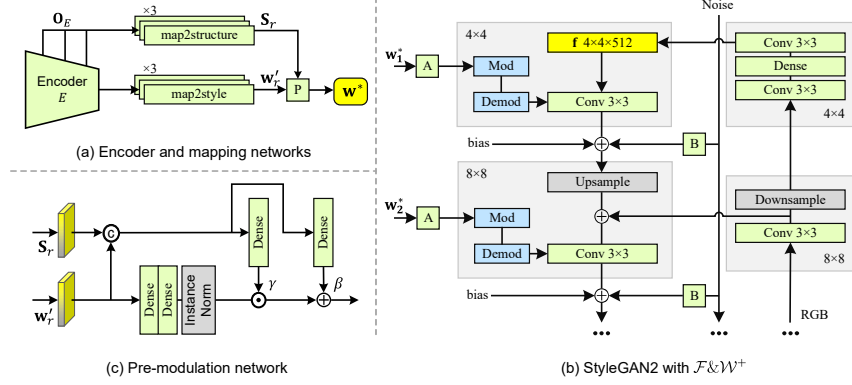 O_E
×3
S_r
map2structure
Encoder
E
×3
w'_r
map2style
P
w*
(a) Encoder and mapping networks
S_r
C
Dense
Dense
γ
β
w'_r
Dense
Dense
Instance
Norm
(c) Pre-modulation network
Noise
4×4
f 4×4×512
Conv 3×3
w*_1
A
Mod
Dense
Demod
Conv 3×3
Conv 3×3
4×4
bias
B
8×8
Upsample
Downsample
w*_2
A
Mod
Conv 3×3
Demod
Conv 3×3
8×8
bias
B
RGB
•••
•••
•••
(b) StyleGAN2 with ℱ&𝒲⁺